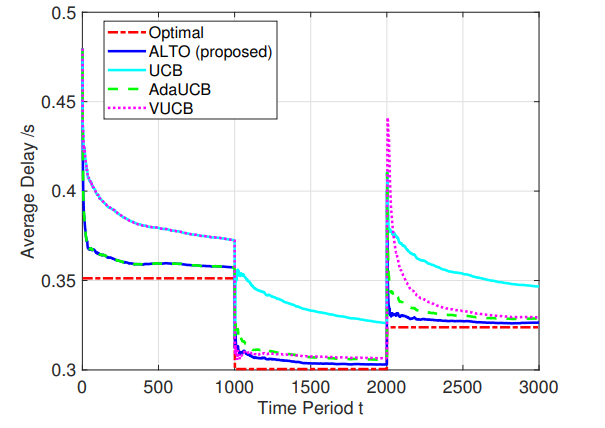 0.5
0.45
0.4
0.35
0.3
Average Delay /s
Optimal
ALTO (proposed)
UCB
AdaUCB
VUCB
0 500 1000 1500 2000 2500 3000
Time Period t